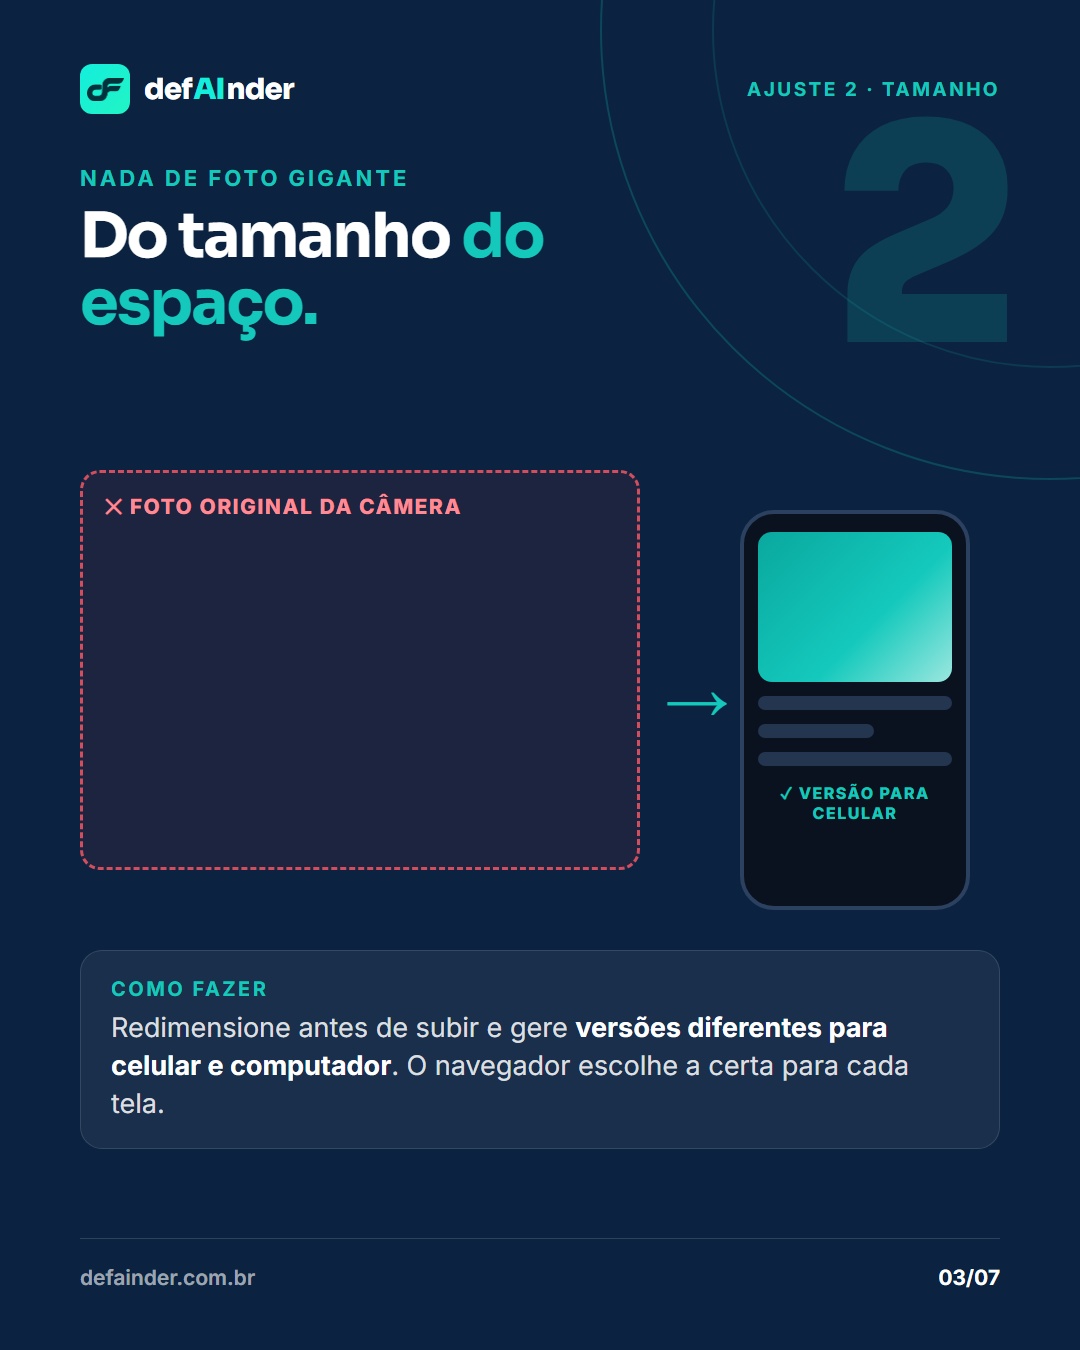 defAInder
AJUSTE 2 · TAMANHO
2
NADA DE FOTO GIGANTE
Do tamanho do
espaço.
✕ FOTO ORIGINAL DA CÂMERA
→
✓ VERSÃO PARA
CELULAR
COMO FAZER
Redimensione antes de subir e gere versões diferentes para
celular e computador. O navegador escolhe a certa para cada
tela.
defainder.com.br
03/07